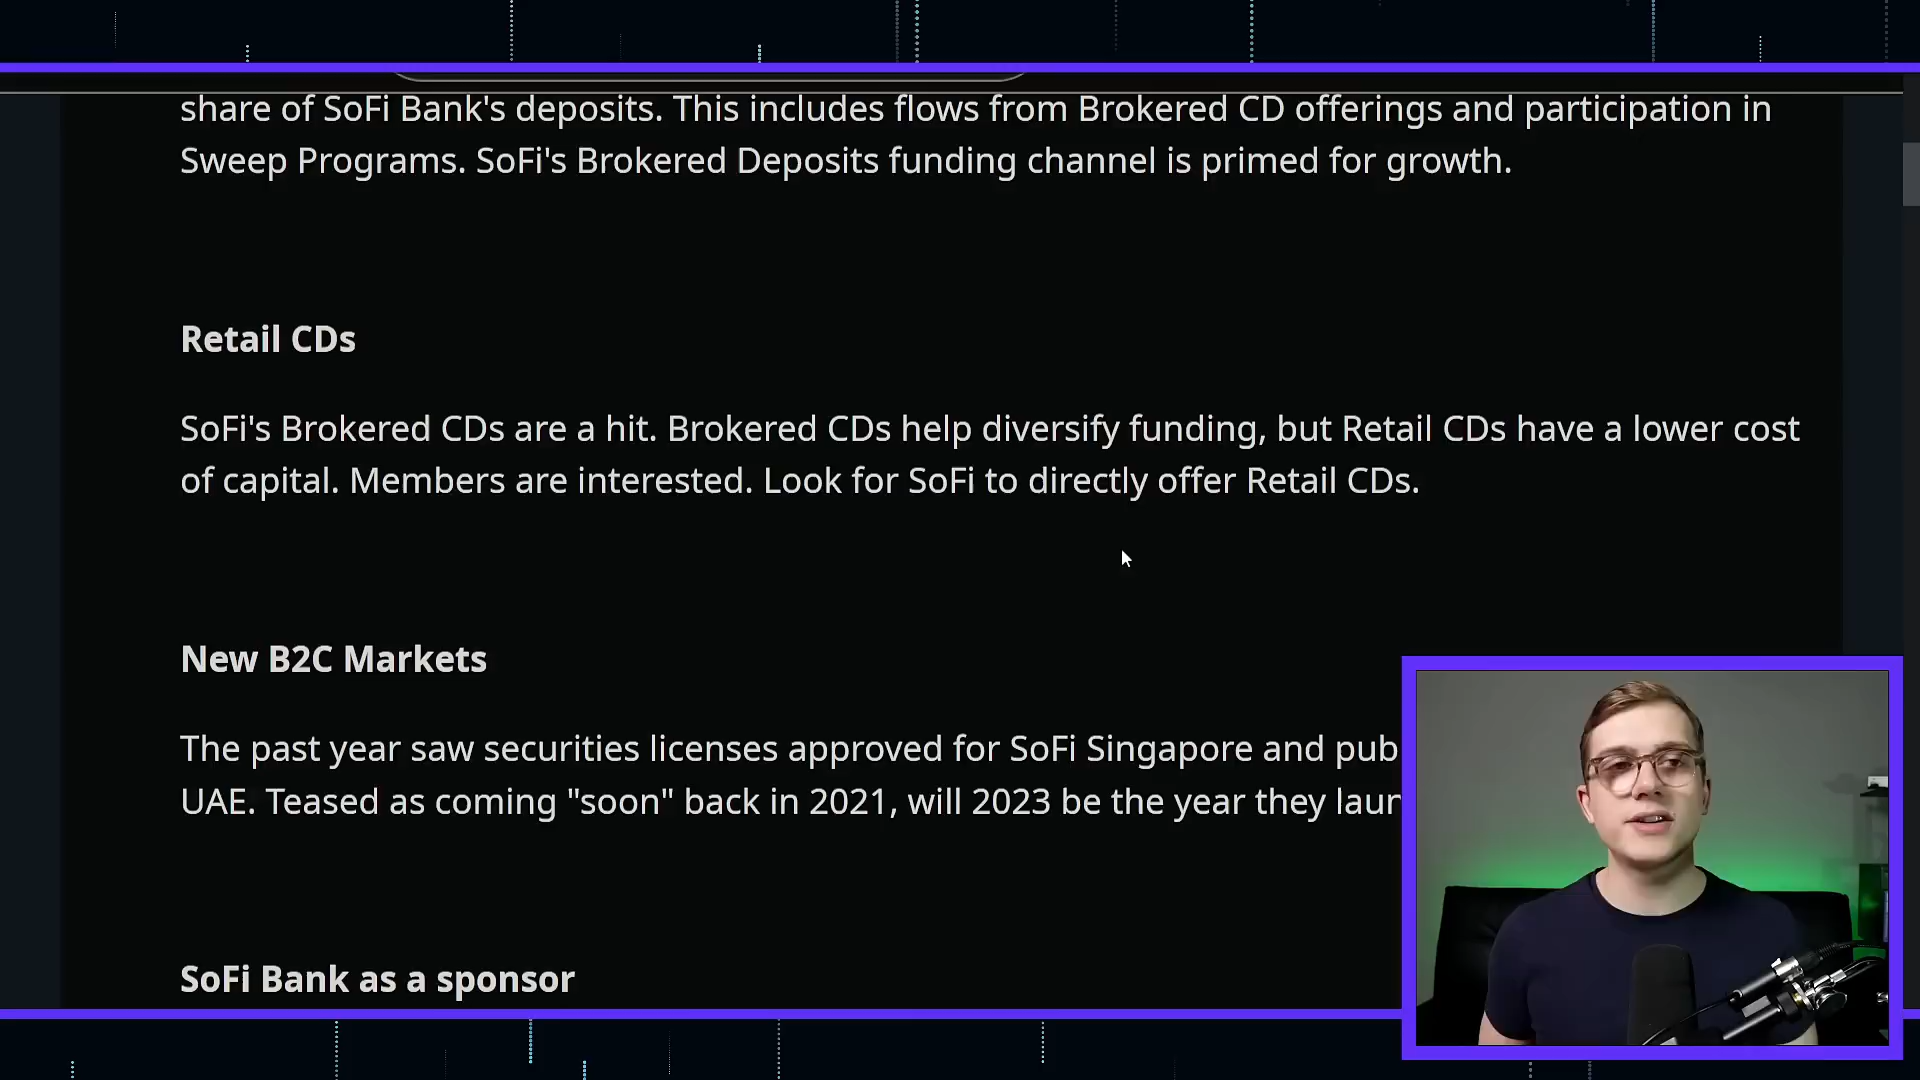 share of SoFi Bank's deposits. This includes flows from Brokered CD offerings and participation in
Sweep Programs. SoFi's Brokered Deposits funding channel is primed for growth.
Retail CDs
SoFi's Brokered CDs are a hit. Brokered CDs help diversify funding, but Retail CDs have a lower cost
of capital. Members are interested. Look for SoFi to directly offer Retail CDs.
New B2C Markets
The past year saw securities licenses approved for SoFi Singapore and pub
UAE. Teased as coming "soon" back in 2021, will 2023 be the year they laun
SoFi Bank as a sponsor